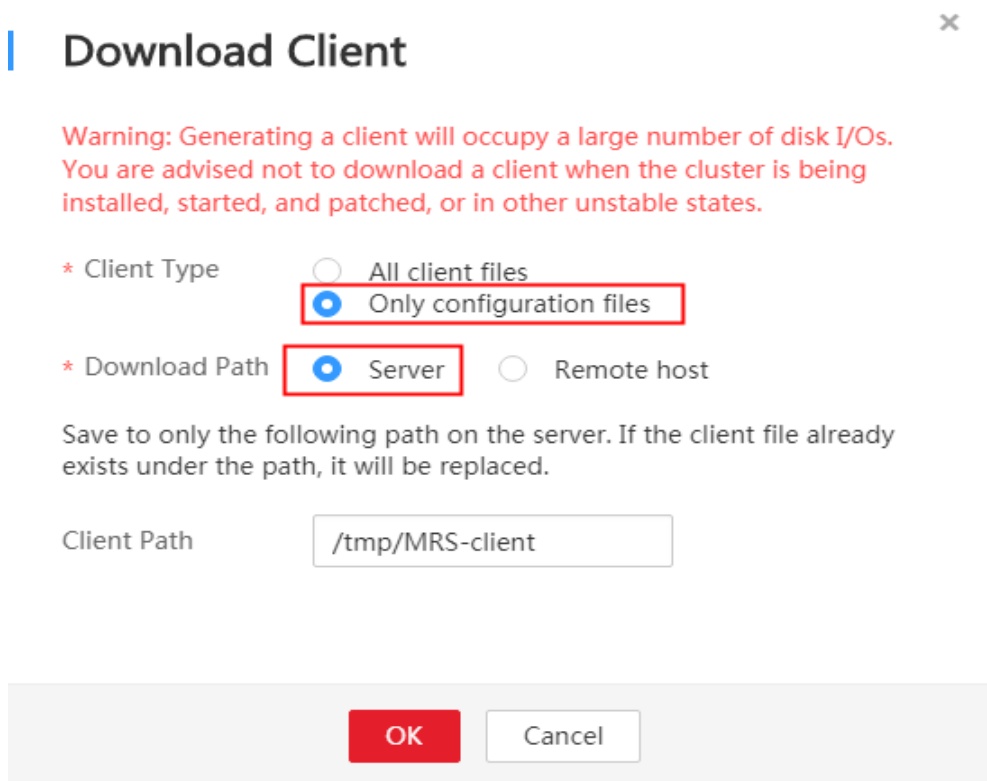 Download Client
×
Warning: Generating a client will occupy a large number of disk I/Os.
You are advised not to download a client when the cluster is being
installed, started, and patched, or in other unstable states.
* Client Type
All client files
Only configuration files
* Download Path
Server
Remote host
Save to only the following path on the server. If the client file already
exists under the path, it will be replaced.
Client Path
/tmp/MRS-client
OK
Cancel